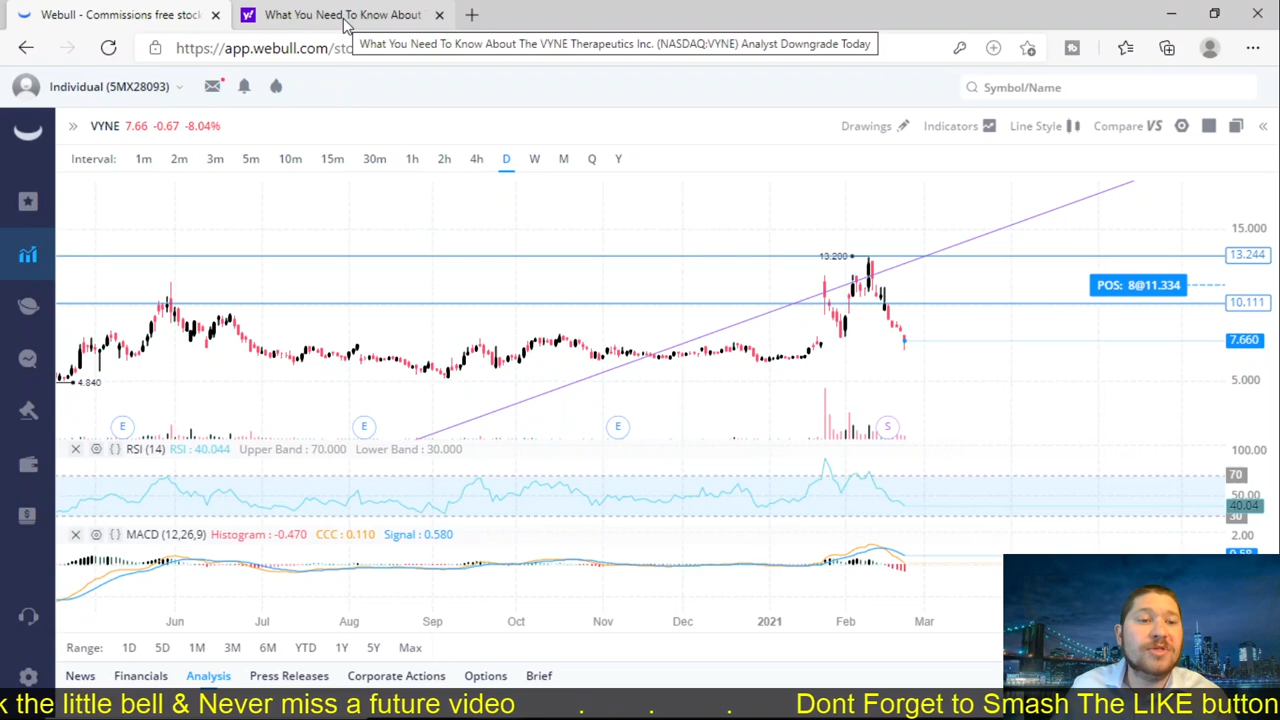 Webull - Commissions free stock
What You Need To Know About
https://app.webull.com/sto
What You Need To Know About The VYNE Therapeutics Inc. (NASDAQ:VYNE) Analyst Downgrade Today
Individual (5MX28093)
Symbol/Name
VYNE 7.66 -0.67 -8.04%
Drawings
Indicators
Line Style
Compare VS
Interval: 1m 2m 3m 5m 10m 15m 30m 1h 2h 4h D W M Q Y
15.000
13.200
13.244
POS: 8@11.334
10.111
7.660
4.840
5.000
E E E S
RSI (14) RSI : 40.044 Upper Band : 70.000 Lower Band : 30.000
100.00
70
50.00
40.04
30
MACD (12,26,9) Histogram : -0.470 CCC : 0.110 Signal : 0.580
2.00
Jun Jul Aug Sep Oct Nov Dec 2021 Feb Mar
Range: 1D 5D 1M 3M 6M YTD 1Y 5Y Max
News Financials Analysis Press Releases Corporate Actions Options Brief
k the little bell & Never miss a future video . . . Dont Forget to Smash The LIKE button